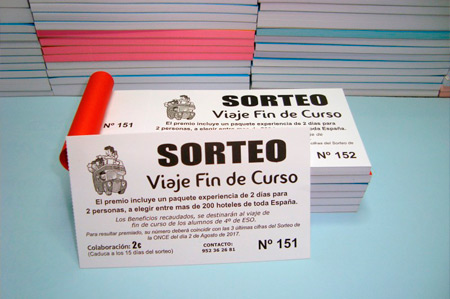 SORTEO
Viaje Fin de Curso
El premio incluye un paquete experiencia de 2 días para
2 personas, a elegir entre mas de 200 hoteles de toda España.
Nº 151
Nº 152
SORTEO
Viaje Fin de Curso
El premio incluye un paquete experiencia de 2 días para
2 personas, a elegir entre mas de 200 hoteles de toda España.
Los Beneficios recaudados, se destinarán al viaje de
fin de curso de los alumnos de 4º de ESO.
Para resultar premiado, su número deberá coincidir con las 3 últimas cifras del Sorteo de
la ONCE del día 2 de Agosto de 2017.
Colaboración: 2€
(Caduca a los 15 días del sorteo)
CONTACTO:
952 36 26 81
Nº 151